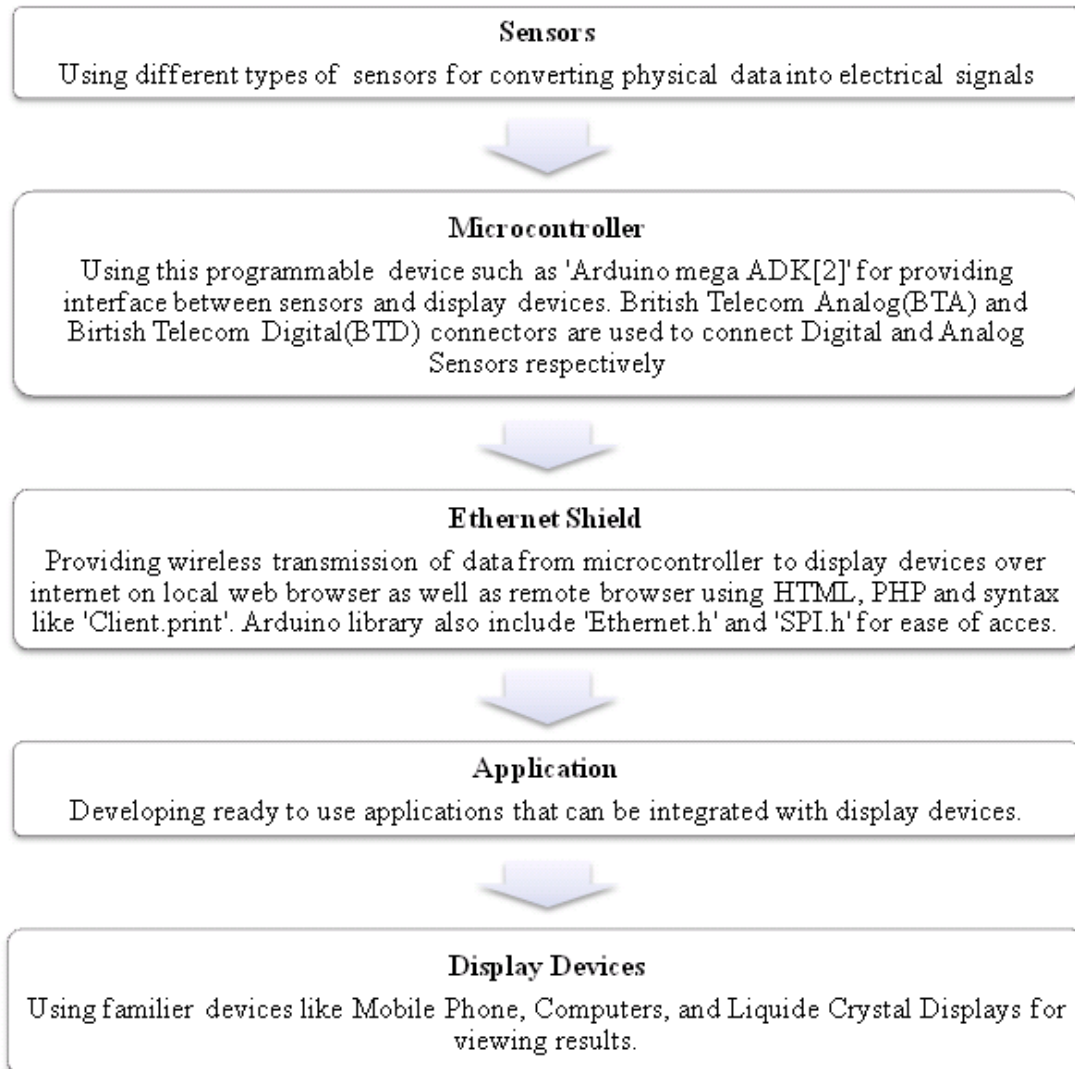 Sensors
Using different types of sensors for converting physical data into electrical signals
Microcontroller
Using this programmable device such as 'Arduino mega ADK[2]' for providing
interface between sensors and display devices. British Telecom Analog(BTA) and
Birtish Telecom Digital(BTD) connectors are used to connect Digital and Analog
Sensors respectively
Ethernet Shield
Providing wireless transmission of data from microcontroller to display devices over
internet on local web browser as well as remote browser using HTML, PHP and syntax
like 'Client.print'. Arduino library also include 'Ethernet.h' and 'SPI.h' for ease of acces.
Application
Developing ready to use applications that can be integrated with display devices.
Display Devices
Using familier devices like Mobile Phone, Computers, and Liquide Crystal Displays for
viewing results.